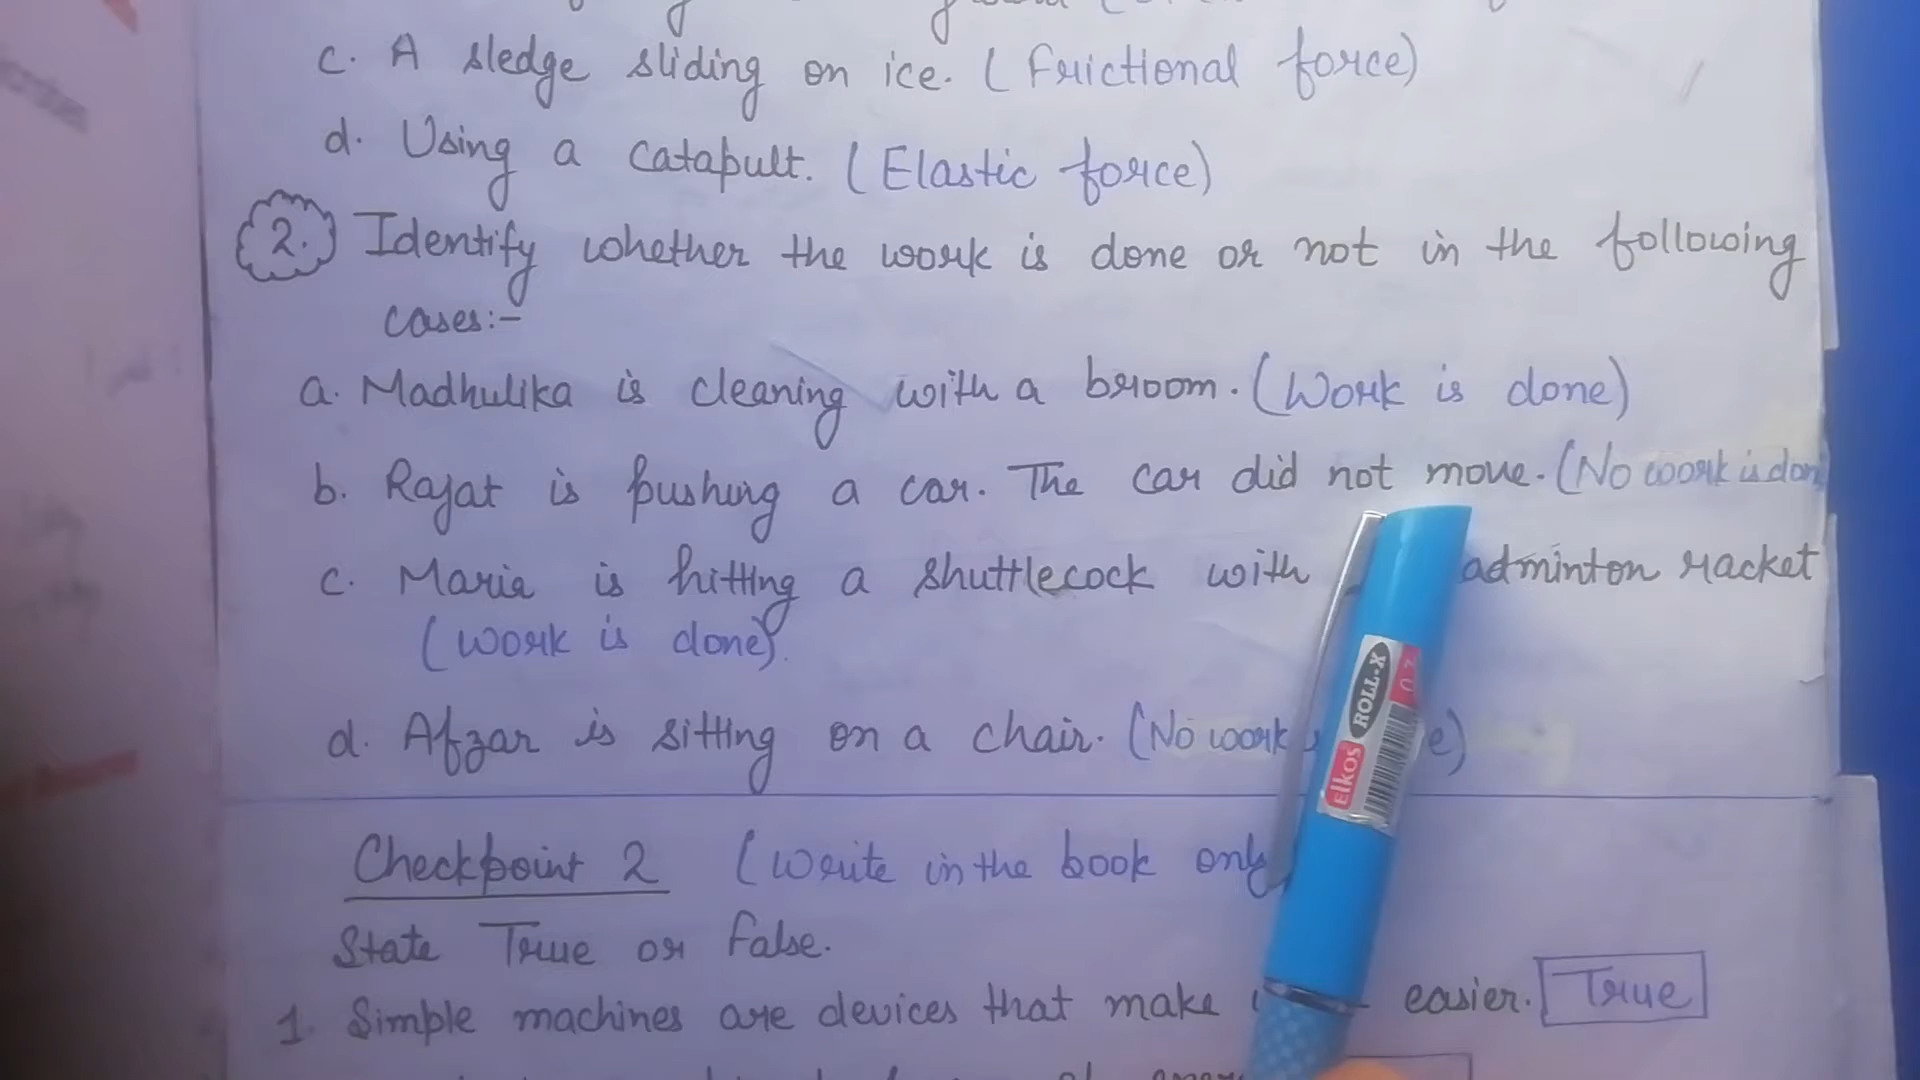 c. A sledge sliding on ice. (Frictional force)
d. Using a catapult. (Elastic force)
2. Identify whether the work is done or not in the following
cases:-
a. Madhulika is cleaning with a broom. (Work is done)
b. Rajat is pushing a car. The car did not move. (No work is don
c. Maria is hitting a shuttlecock with adminton racket
(Work is done).
d. Afzar is sitting on a chair. (No work e)
Checkpoint 2 (Write in the book only
State True or False.
1. Simple machines are devices that make easier. True
ROLL-X
Elkos